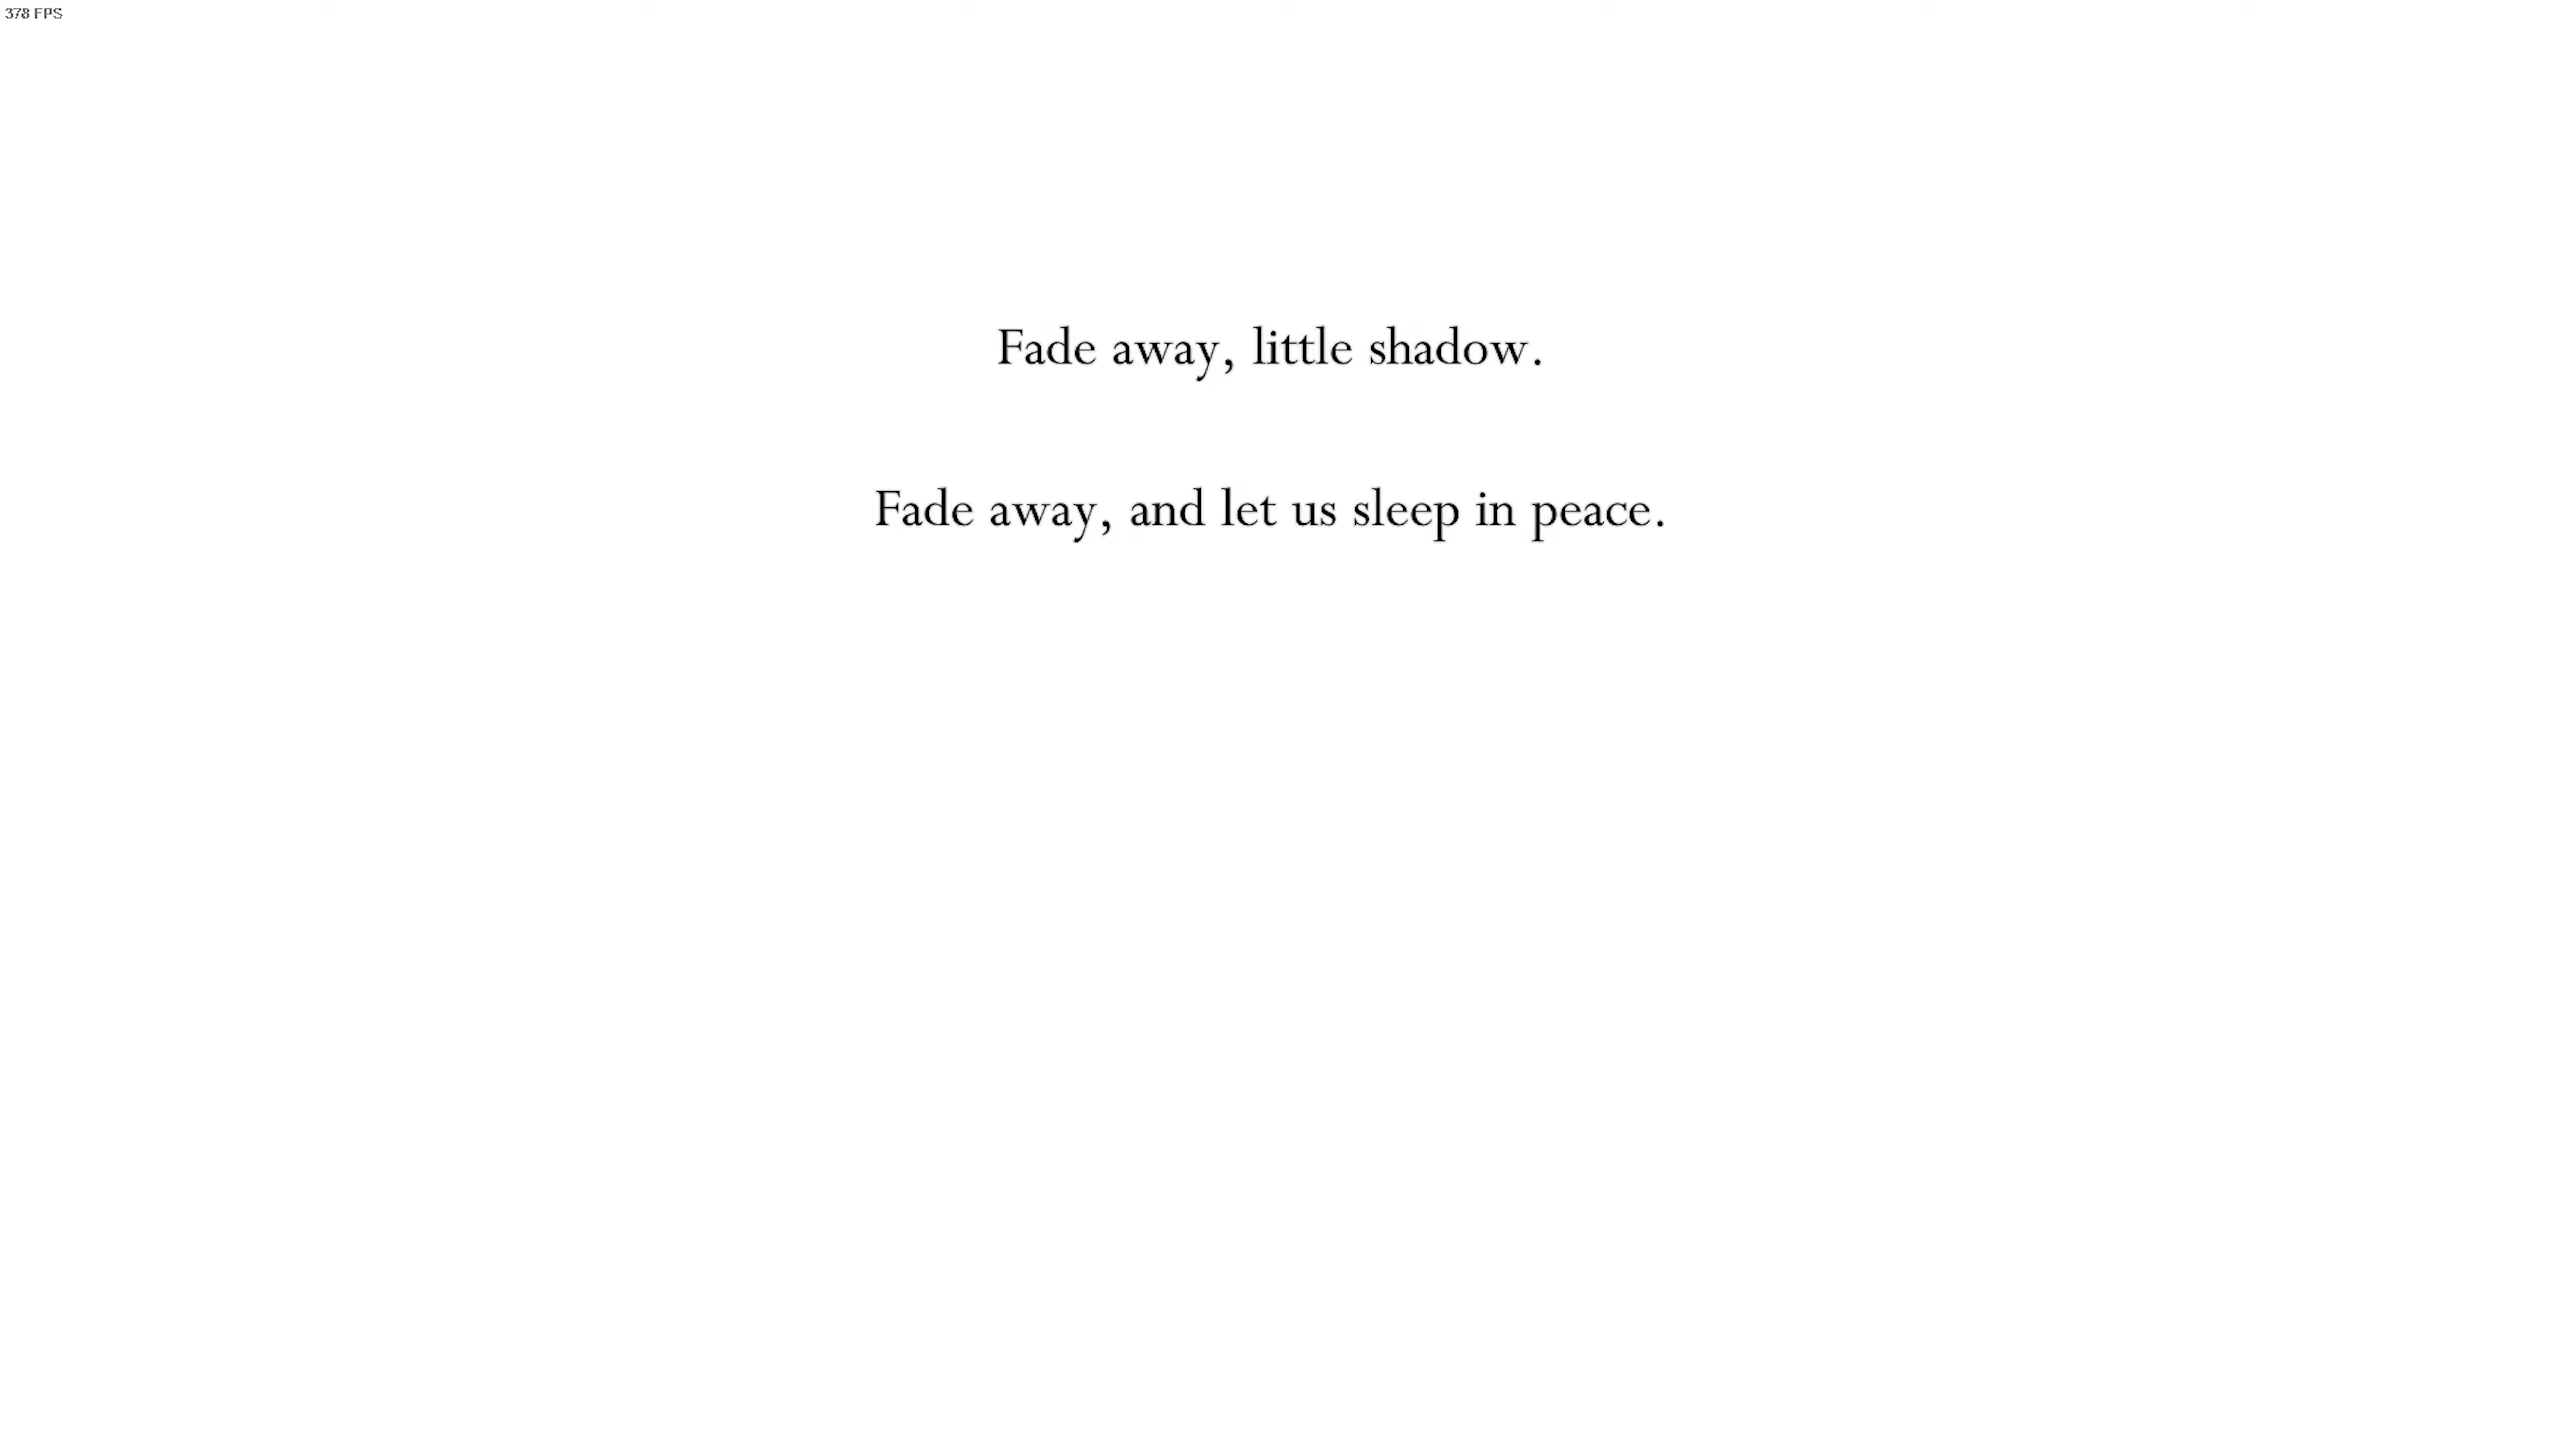 378 FPS
Fade away, little shadow.
Fade away, and let us sleep in peace.